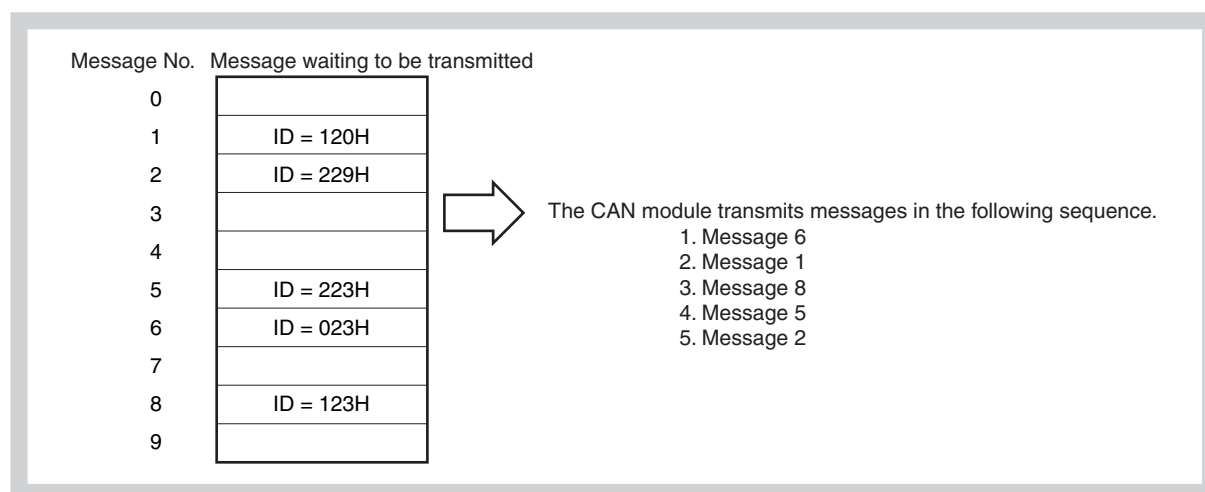 Message No. Message waiting to be transmitted
0
1 ID = 120H
2 ID = 229H
3
4
5 ID = 223H
6 ID = 023H
7
8 ID = 123H
9
The CAN module transmits messages in the following sequence.
1. Message 6
2. Message 1
3. Message 8
4. Message 5
5. Message 2